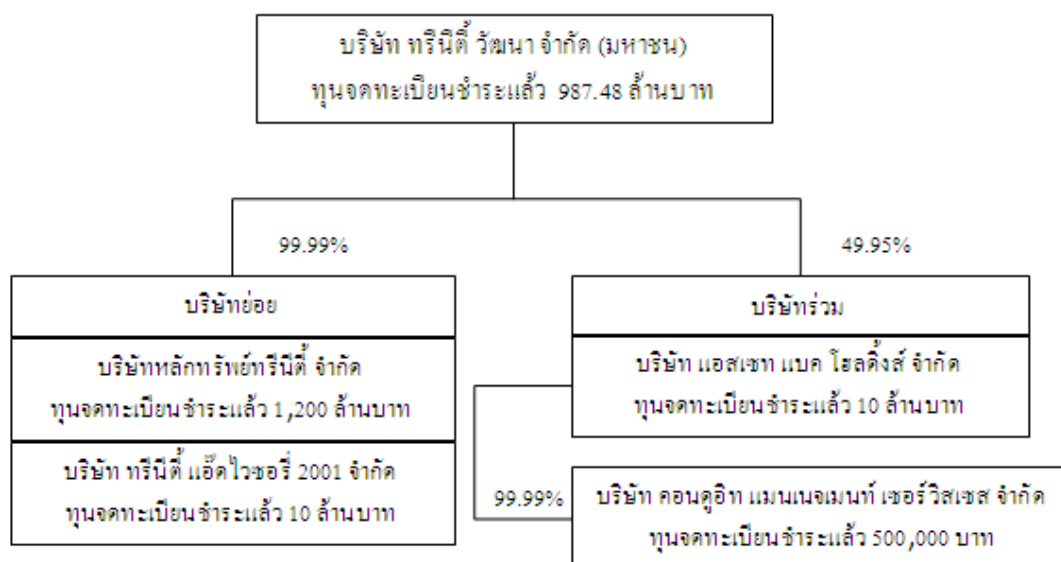 บริษัท ทรีนีตี้ วัฒนา จำกัด (มหาชน)
ทุนจดทะเบียนชำระแล้ว 987.48 ล้านบาท
99.99%
49.95%
บริษัทย่อย
บริษัทหลักทรัพย์ทรีนีตี้ จำกัด
ทุนจดทะเบียนชำระแล้ว 1,200 ล้านบาท
บริษัท ทรีนีตี้ แอ๊ดไวซอรี่ 2001 จำกัด
ทุนจดทะเบียนชำระแล้ว 10 ล้านบาท
บริษัทร่วม
บริษัท แอสเซท แบค โฮลดิ้งส์ จำกัด
ทุนจดทะเบียนชำระแล้ว 10 ล้านบาท
99.99%
บริษัท คอนดูอิท แมนเนจเมนท์ เซอร์วิสเซส จำกัด
ทุนจดทะเบียนชำระแล้ว 500,000 บาท